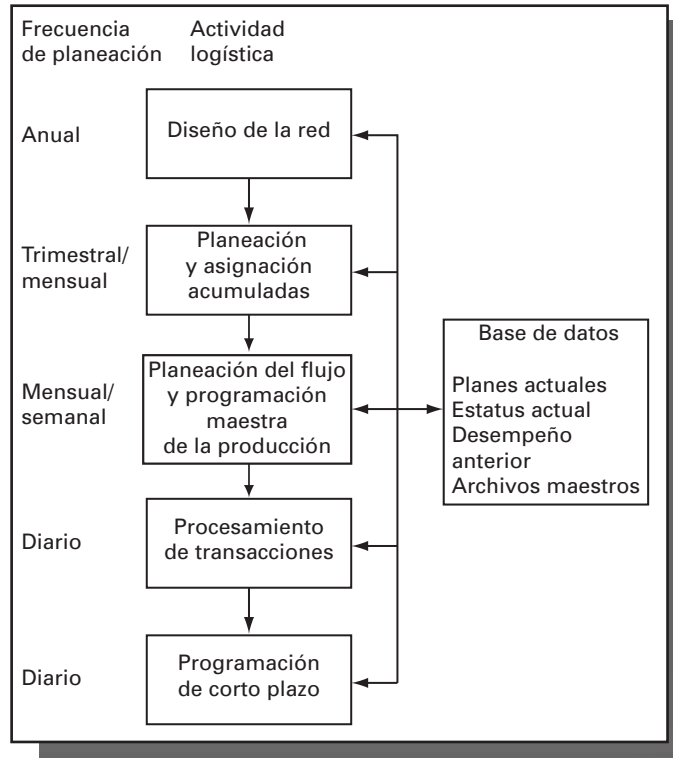 Frecuencia
de planeación
Actividad
logística
Anual
Diseño de la red
Trimestral/
mensual
Planeación
y asignación
acumuladas
Mensual/
semanal
Planeación del flujo
y programación
maestra
de la producción
Base de datos
Planes actuales
Estatus actual
Desempeño
anterior
Archivos maestros
Diario
Procesamiento
de transacciones
Diario
Programación
de corto plazo